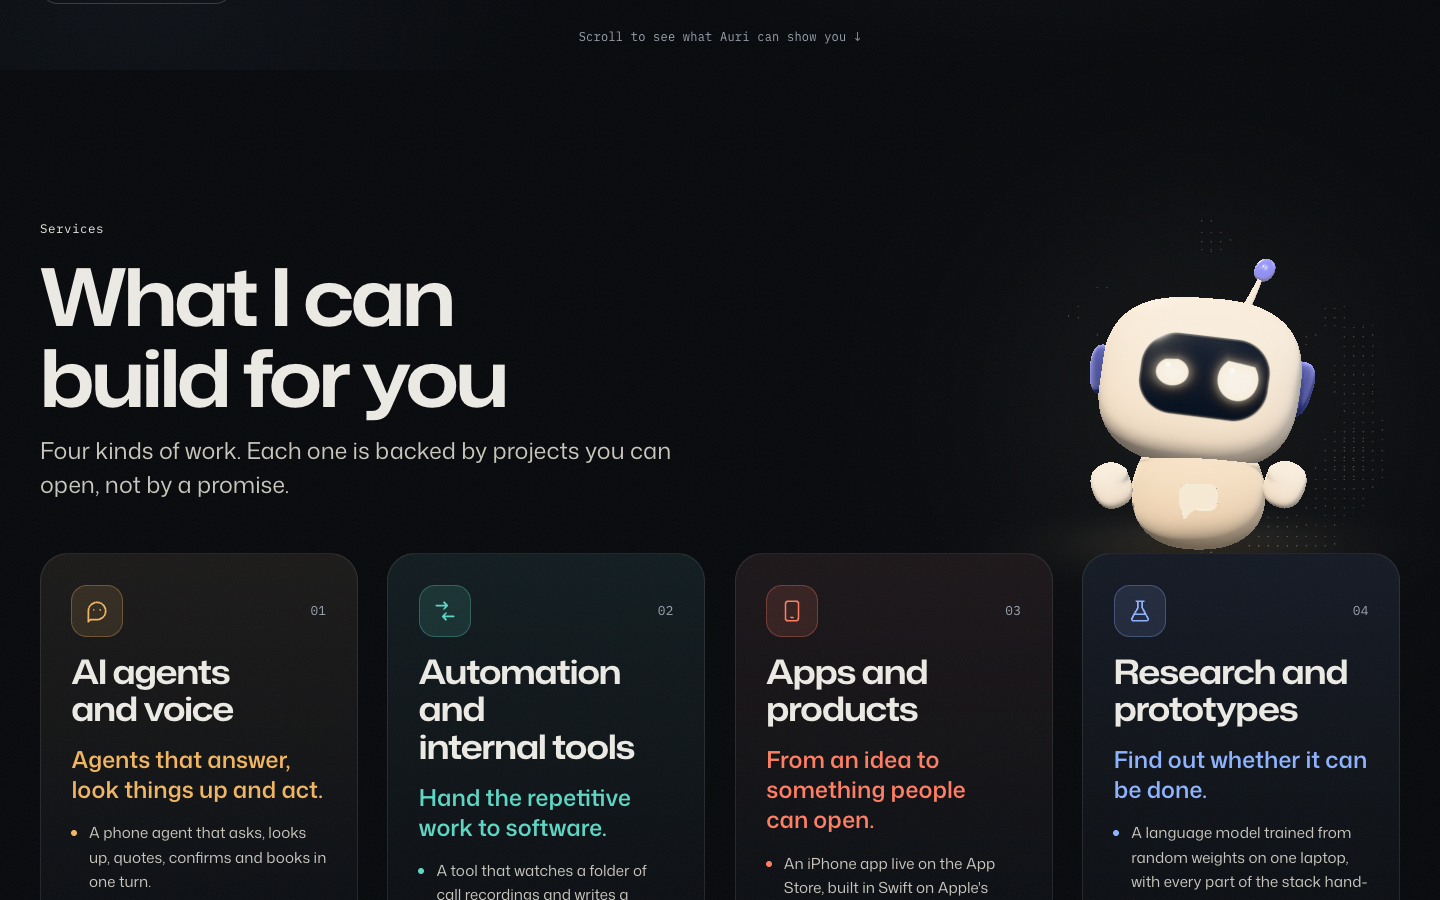 Scroll to see what Auri can show you ↓
Services
What I can
build for you
Four kinds of work. Each one is backed by projects you can
open, not by a promise.
01
AI agents
and voice
Agents that answer,
look things up and act.
• A phone agent that asks, looks
up, quotes, confirms and books in
one turn.
02
Automation
and
internal tools
Hand the repetitive
work to software.
• A tool that watches a folder of
call recordings and writes a
03
Apps and
products
From an idea to
something people
can open.
• An iPhone app live on the App
Store, built in Swift on Apple's
04
Research and
prototypes
Find out whether it can
be done.
• A language model trained from
random weights on one laptop,
with every part of the stack hand-